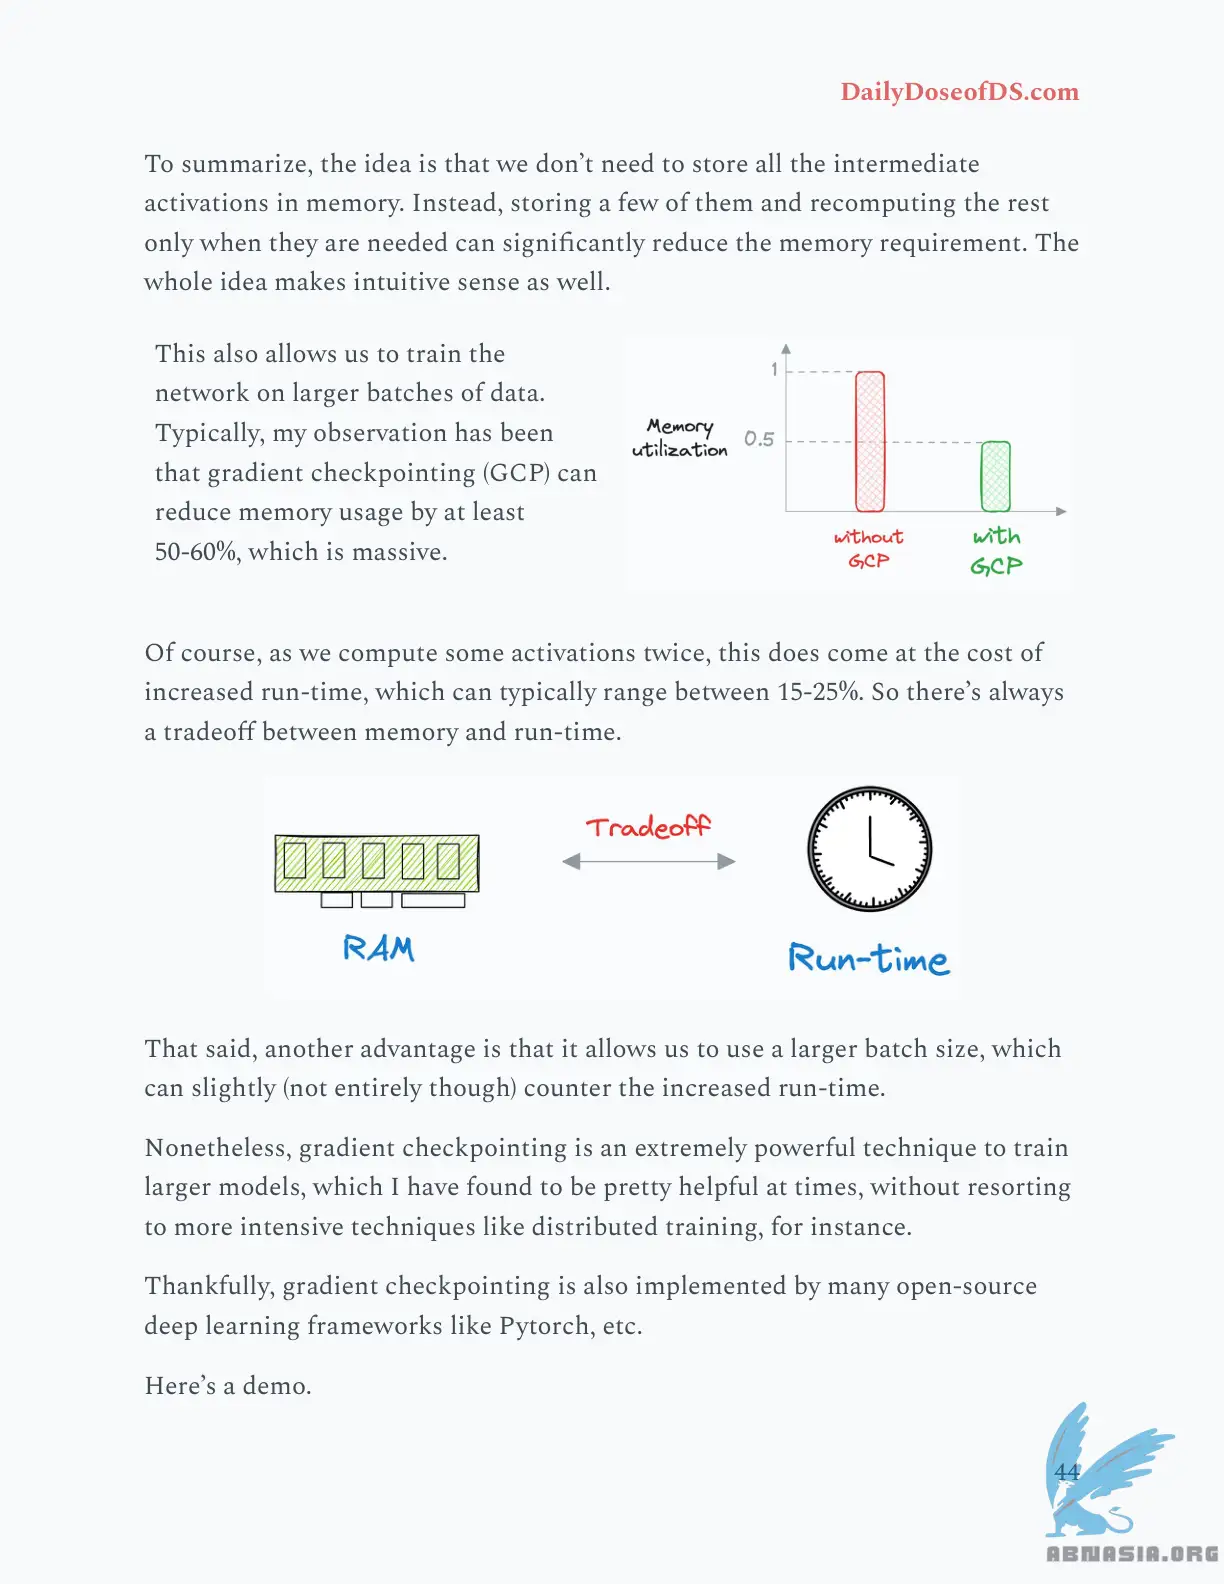 DailyDoseofDS.com
To summarize, the idea is that we don’t need to store all the intermediate
activations in memory. Instead, storing a few of them and recomputing the rest
only when they are needed can significantly reduce the memory requirement. The
whole idea makes intuitive sense as well.
This also allows us to train the
network on larger batches of data.
Typically, my observation has been
that gradient checkpointing (GCP) can
reduce memory usage by at least
50-60%, which is massive.
Memory
utilization
1
0.5
without
GCP
with
GCP
Of course, as we compute some activations twice, this does come at the cost of
increased run-time, which can typically range between 15-25%. So there’s always
a tradeoff between memory and run-time.
Tradeoff
RAM
Run-time
That said, another advantage is that it allows us to use a larger batch size, which
can slightly (not entirely though) counter the increased run-time.
Nonetheless, gradient checkpointing is an extremely powerful technique to train
larger models, which I have found to be pretty helpful at times, without resorting
to more intensive techniques like distributed training, for instance.
Thankfully, gradient checkpointing is also implemented by many open-source
deep learning frameworks like Pytorch, etc.
Here’s a demo.
44
ABNASIA.ORG